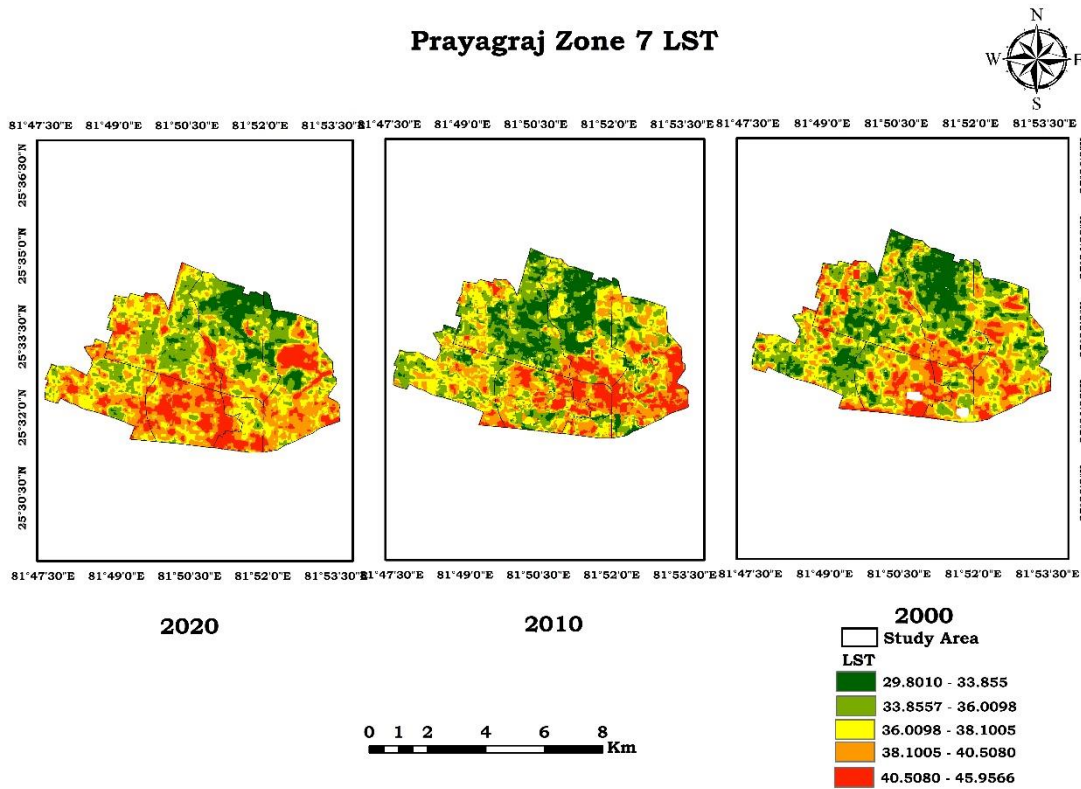 Prayagraj Zone 7 LST
N
W
S
81°47'30"E 81°49'0"E 81°50'30"E 81°52'0"E 81°53'30"E
81°47'30"E 81°49'0"E 81°50'30"E 81°52'0"E 81°53'30"E
81°47'30"E 81°49'0"E 81°50'30"E 81°52'0"E 81°53'30"E
25°36'30"N
25°35'0"N
25°33'30"N
25°32'0"N
25°30'30"N
81°47'30"E 81°49'0"E 81°50'30"E 81°52'0"E 81°53'30"E
81°47'30"E 81°49'0"E 81°50'30"E 81°52'0"E 81°53'30"E
81°47'30"E 81°49'0"E 81°50'30"E 81°52'0"E 81°53'30"E
2020
2010
2000
Study Area
LST
29.8010 - 33.855
33.8557 - 36.0098
36.0098 - 38.1005
38.1005 - 40.5080
40.5080 - 45.9566
0 1 2 4 6 8
Km